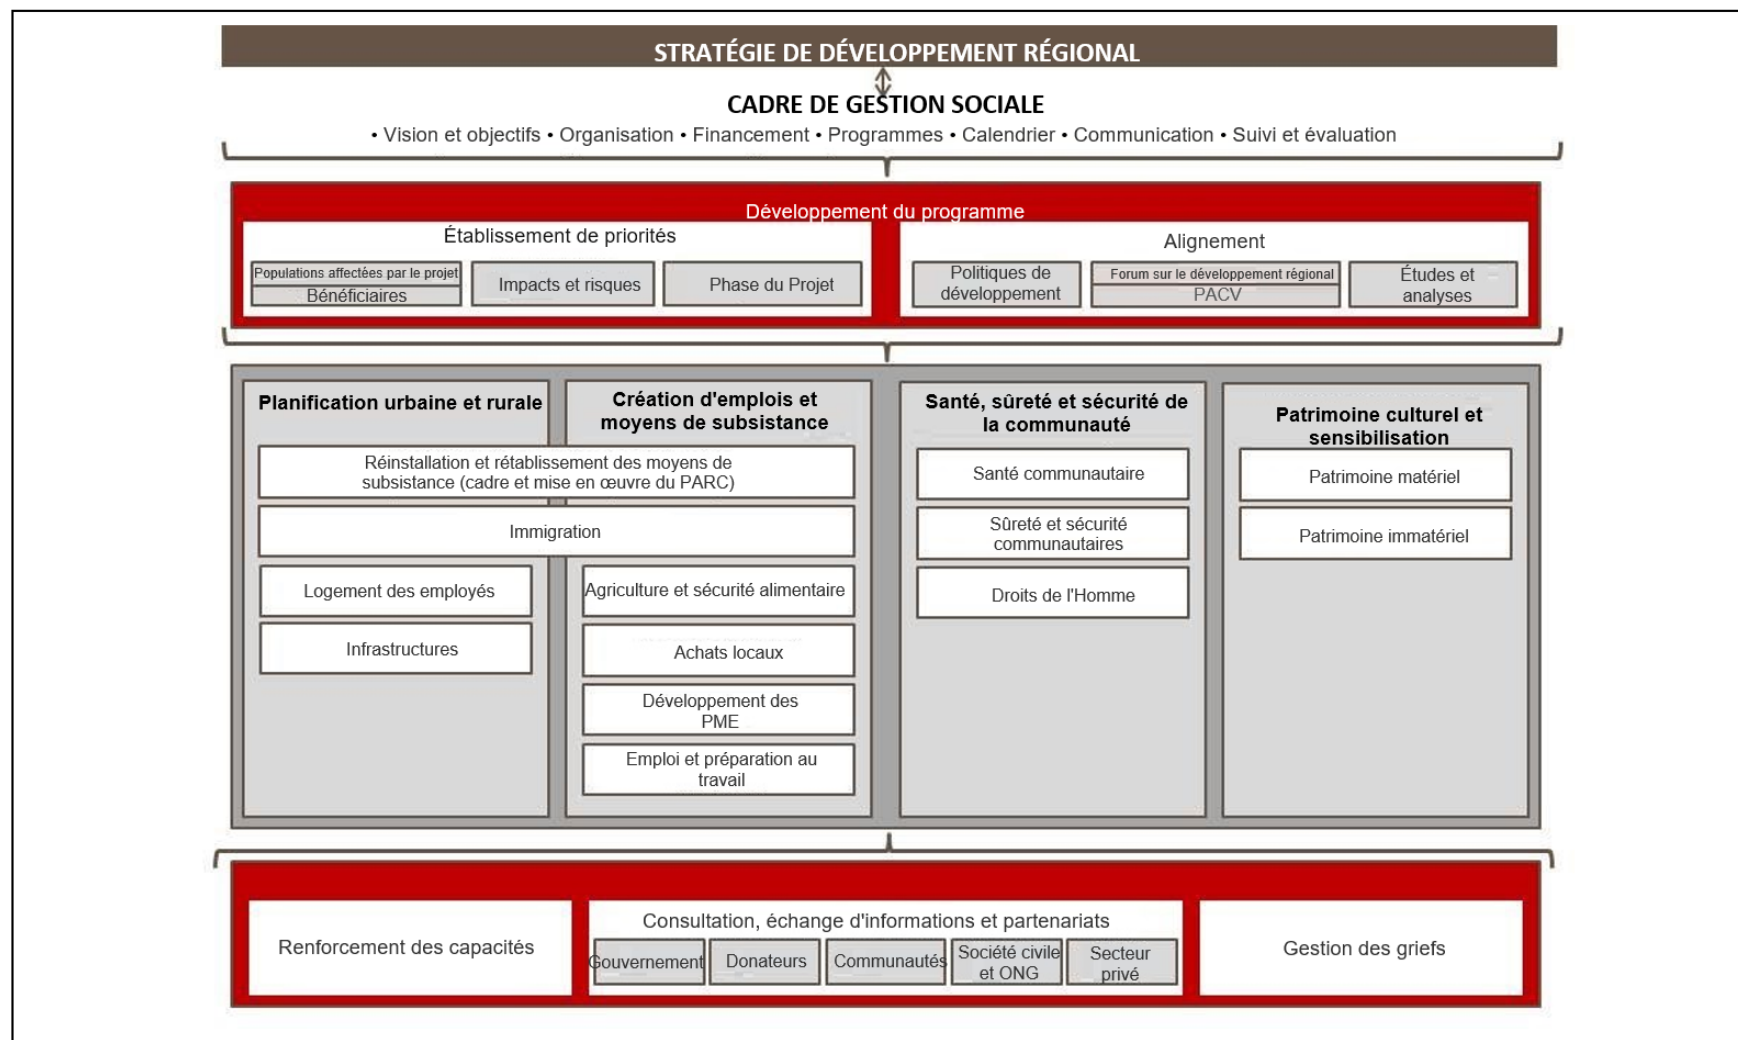 STRATÉGIE DE DÉVELOPPEMENT RÉGIONAL
CADRE DE GESTION SOCIALE
• Vision et objectifs • Organisation • Financement • Programmes • Calendrier • Communication • Suivi et évaluation
Développement du programme
Établissement de priorités
Populations affectées par le projet
Bénéficiaires
Impacts et risques
Phase du Projet
Alignement
Politiques de
développement
Forum sur le développement régional
PACV
Études et
analyses
Planification urbaine et rurale
Création d'emplois et
moyens de subsistance
Réinstallation et rétablissement des moyens de
subsistance (cadre et mise en œuvre du PARC)
Immigration
Logement des employés
Infrastructures
Agriculture et sécurité alimentaire
Achats locaux
Développement des
PME
Emploi et préparation au
travail
Santé, sûreté et sécurité de
la communauté
Santé communautaire
Sûreté et sécurité
communautaires
Droits de l'Homme
Patrimoine culturel et
sensibilisation
Patrimoine matériel
Patrimoine immatériel
Renforcement des capacités
Consultation, échange d'informations et partenariats
Gouvernement
Donateurs
Communautés
Société civile
et ONG
Secteur
privé
Gestion des griefs